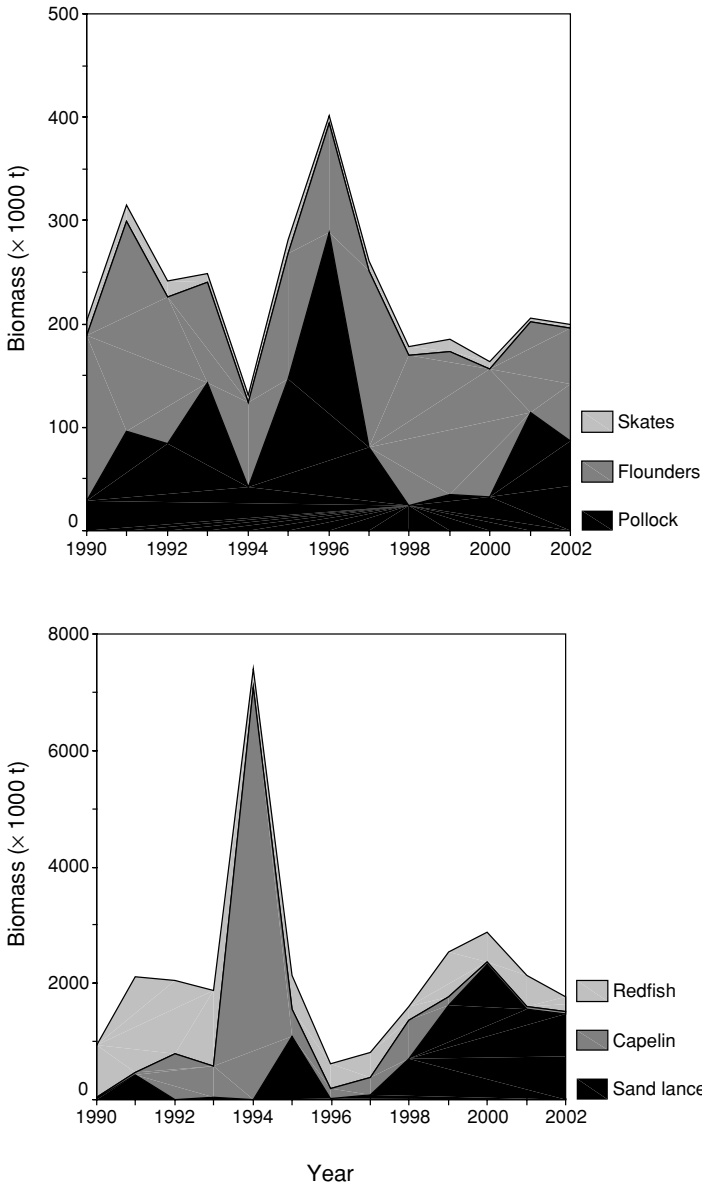 500
400
300
200
100
0
Biomass (× 1000 t)
1990 1992 1994 1996 1998 2000 2002
Skates
Flounders
Pollock
8000
6000
4000
2000
0
Biomass (× 1000 t)
1990 1992 1994 1996 1998 2000 2002
Redfish
Capelin
Sand lance
Year